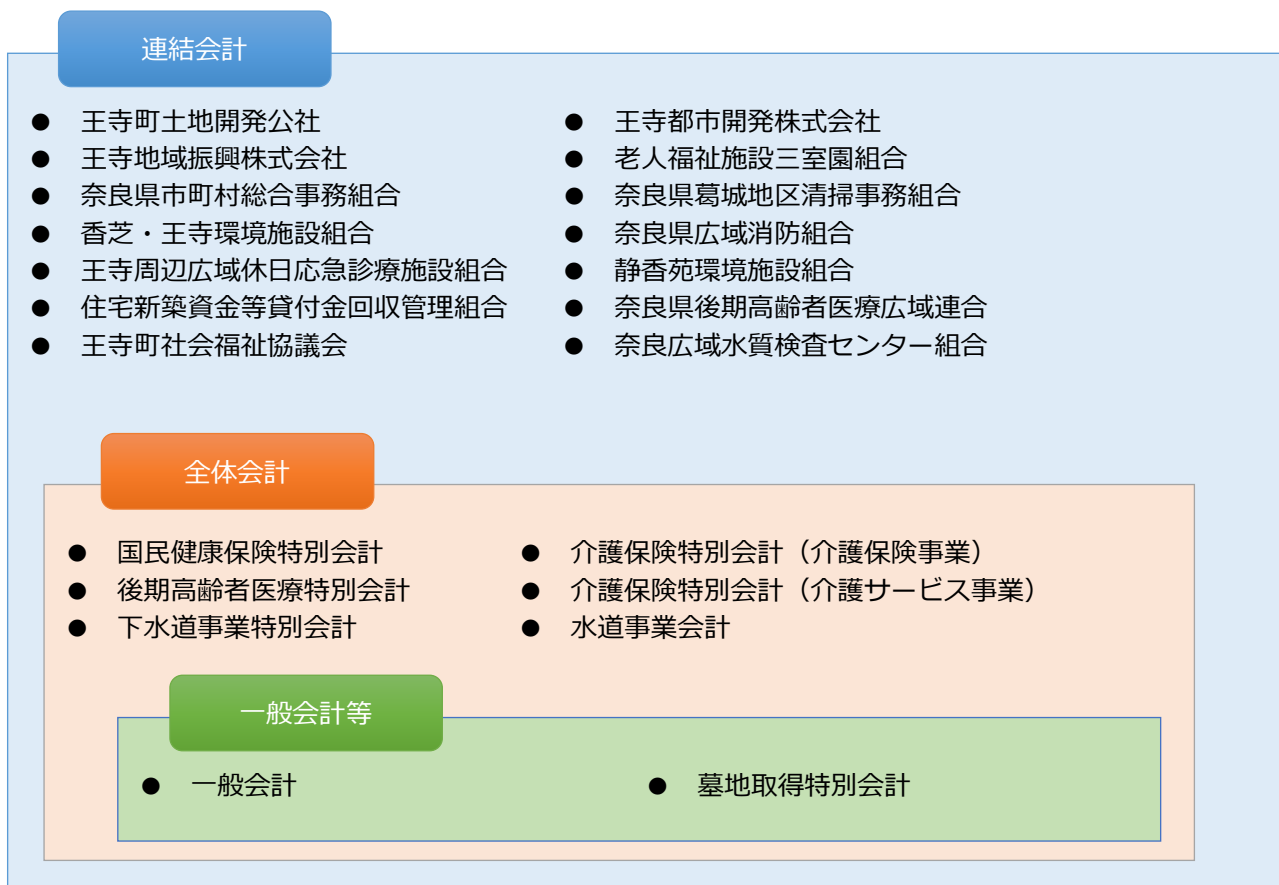 連結会計
● 王寺町土地開発公社
● 王寺都市開発株式会社
● 王寺地域振興株式会社
● 老人福祉施設三室園組合
● 奈良県市町村総合事務組合
● 奈良県葛城地区清掃事務組合
● 香芝・王寺環境施設組合
● 奈良県広域消防組合
● 王寺周辺広域休日応急診療施設組合
● 静香苑環境施設組合
● 住宅新築資金等貸付金回収管理組合
● 奈良県後期高齢者医療広域連合
● 王寺町社会福祉協議会
● 奈良広域水質検査センター組合
全体会計
● 国民健康保険特別会計
● 介護保険特別会計（介護保険事業）
● 後期高齢者医療特別会計
● 介護保険特別会計（介護サービス事業）
● 下水道事業特別会計
● 水道事業会計
一般会計等
● 一般会計
● 墓地取得特別会計